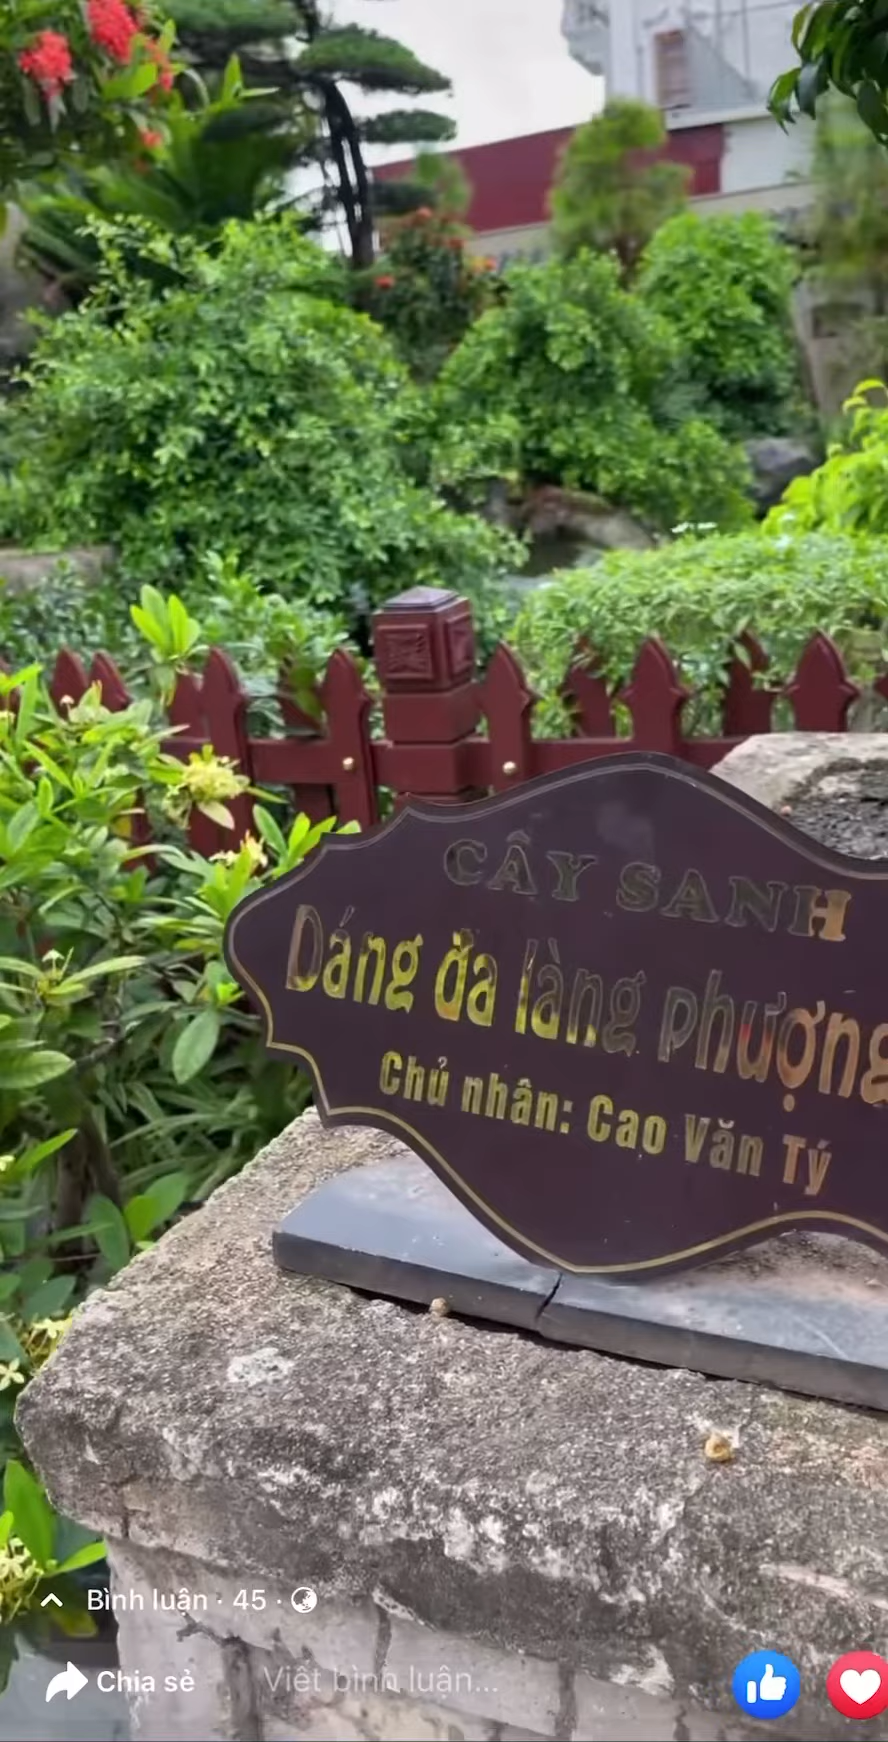 CÂY SANH
Dáng đa làng phượng
Chủ nhân: Cao Văn Tý
Bình luận · 45 ·
Chia sẻ
Viết bình luận...